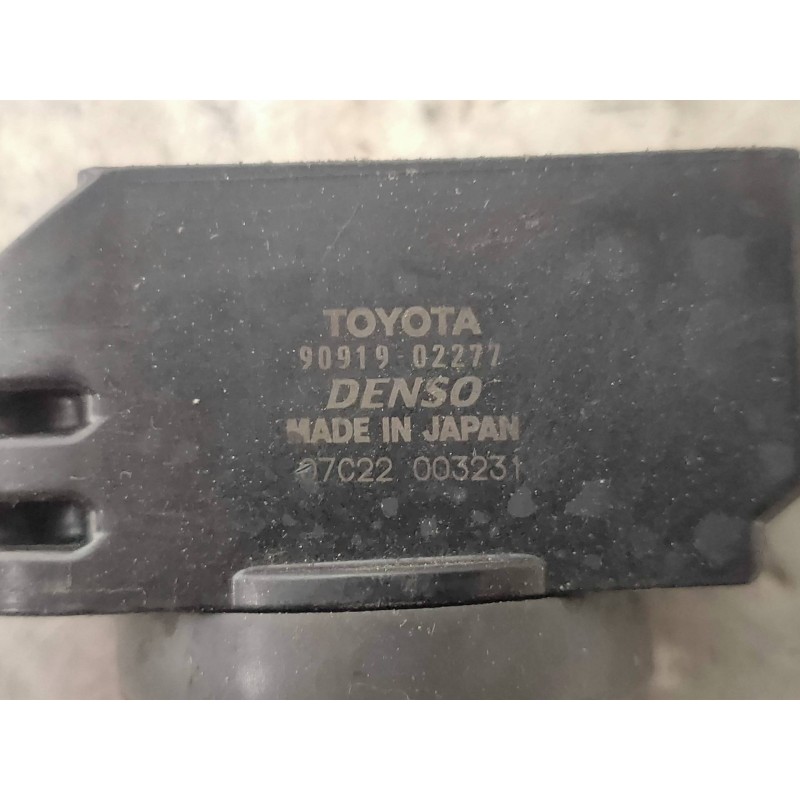 TOYOTA
90919 02277
DENSO
MADE IN JAPAN
07C22 003231